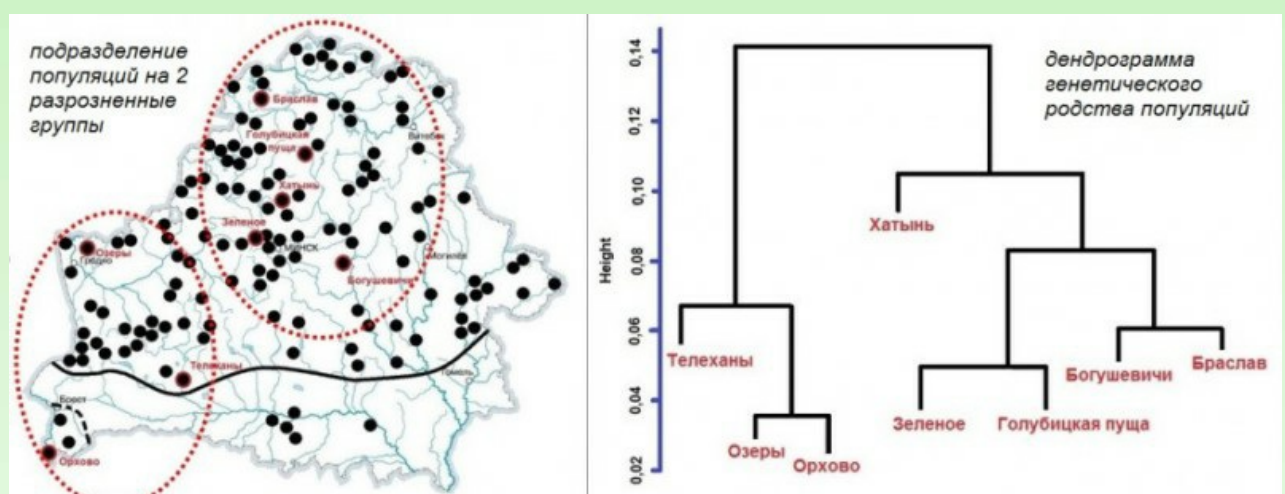 подразделение
популяций на 2
разрозненные
группы
Браслав
Витебск
Голубицкая
пуща
Хатынь
Зеленое
МИНСК
Могилёв
Богушевичи
Озеры
Гродно
Телеханы
Гомель
Брест
Орхово
дендрограмма
генетического
родства популяций
Height
0,14
0,12
0,10
0,08
0,06
0,04
0,02
Хатынь
Телеханы
Браслав
Богушевичи
Зеленое
Голубицкая пуща
Озеры
Орхово